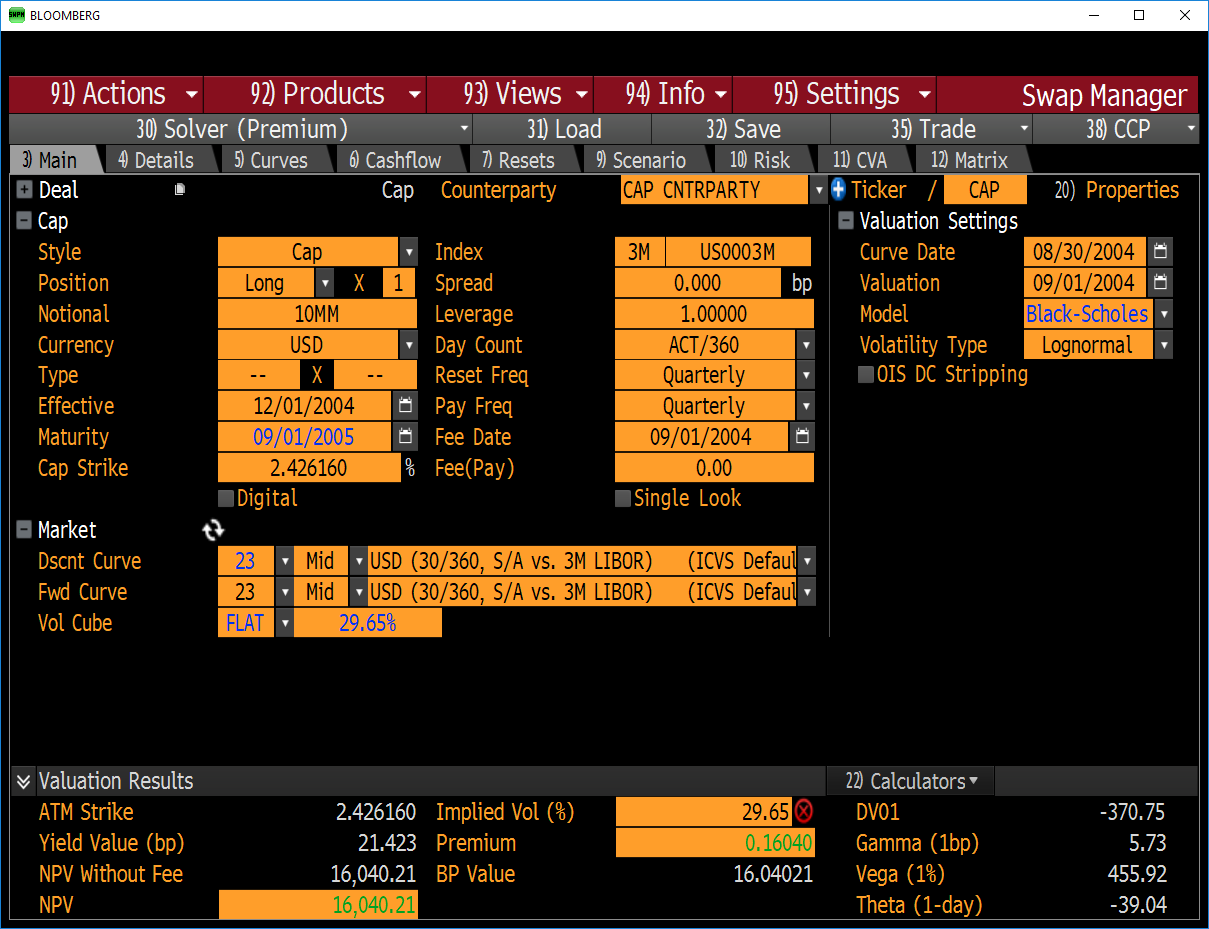 SWPM BLOOMBERG
91) Actions 92) Products 93) Views 94) Info 95) Settings Swap Manager
30) Solver (Premium) 31) Load 32) Save 35) Trade 38) CCP
3) Main 4) Details 5) Curves 6) Cashflow 7) Resets 9) Scenario 10) Risk 11) CVA 12) Matrix
Deal Cap Counterparty CAP CNTRPARTY Ticker / CAP 20) Properties
Cap Valuation Settings
Style Cap Index 3M US0003M Curve Date 08/30/2004
Position Long X 1 Spread 0.000 bp Valuation 09/01/2004
Notional 10MM Leverage 1.00000 Model Black-Scholes
Currency USD Day Count ACT/360 Volatility Type Lognormal
Type -- X -- Reset Freq Quarterly OIS DC Stripping
Effective 12/01/2004 Pay Freq Quarterly
Maturity 09/01/2005 Fee Date 09/01/2004
Cap Strike 2.426160 % Fee(Pay) 0.00
Digital Single Look
Market
Dscnt Curve 23 Mid USD (30/360, S/A vs. 3M LIBOR) (ICVS Defaul
Fwd Curve 23 Mid USD (30/360, S/A vs. 3M LIBOR) (ICVS Defaul
Vol Cube FLAT 29.65%
Valuation Results 22) Calculators
ATM Strike 2.426160 Implied Vol (%) 29.65 DV01 -370.75
Yield Value (bp) 21.423 Premium 0.16040 Gamma (1bp) 5.73
NPV Without Fee 16,040.21 BP Value 16.04021 Vega (1%) 455.92
NPV 16,040.21 Theta (1-day) -39.04